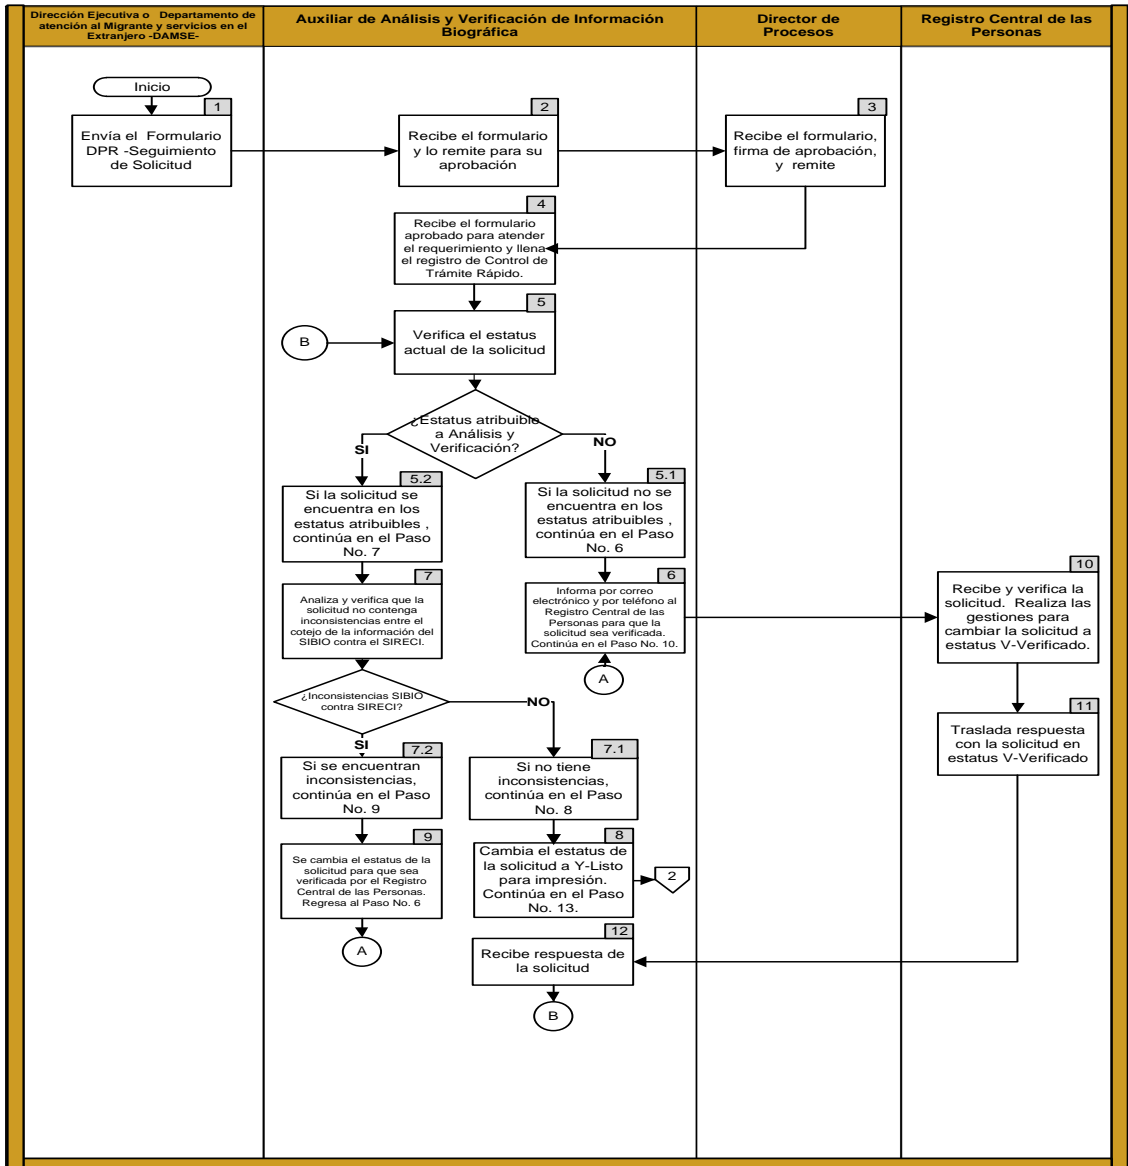 Dirección Ejecutiva o Departamento de
atención al Migrante y servicios en el
Extranjero -DAMSE-
Auxiliar de Análisis y Verificación de Información
Biográfica
Director de
Procesos
Registro Central de las
Personas
Inicio
1
Envía el Formulario
DPR -Seguimiento
de Solicitud
2
Recibe el formulario
y lo remite para su
aprobación
3
Recibe el formulario,
firma de aprobación,
y remite
4
Recibe el formulario
aprobado para atender
el requerimiento y llena
el registro de Control de
Trámite Rápido.
5
Verifica el estatus
actual de la solicitud
B
¿Estatus atribuible
a Análisis y
Verificación?
SI
NO
5.2
Si la solicitud se
encuentra en los
estatus atribuibles ,
continúa en el Paso
No. 7
5.1
Si la solicitud no se
encuentra en los
estatus atribuibles ,
continúa en el Paso
No. 6
7
Analiza y verifica que la
solicitud no contenga
inconsistencias entre el
cotejo de la información del
SIBIO contra el SIRECI.
6
Informa por correo
electrónico y por teléfono al
Registro Central de las
Personas para que la
solicitud sea verificada.
Continúa en el Paso No. 10.
A
10
Recibe y verifica la
solicitud. Realiza las
gestiones para
cambiar la solicitud a
estatus V-Verificado.
¿Inconsistencias SIBIO
contra SIRECI?
NO
SI
11
Traslada respuesta
con la solicitud en
estatus V-Verificado
7.2
Si se encuentran
inconsistencias,
continúa en el Paso
No. 9
7.1
Si no tiene
inconsistencias,
continúa en el Paso
No. 8
9
Se cambia el estatus de la
solicitud para que sea
verificada por el Registro
Central de las Personas.
Regresa al Paso No. 6
8
Cambia el estatus de
la solicitud a Y-Listo
para impresión.
Continúa en el Paso
No. 13.
2
A
12
Recibe respuesta de
la solicitud
B